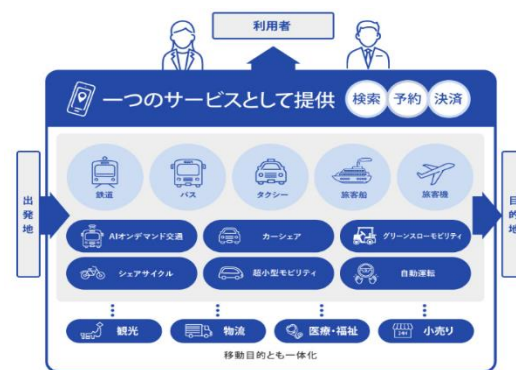 利用者
一つのサービスとして提供
検索
予約
決済
出発地
鉄道
バス
タクシー
旅客船
旅客機
目的地
AIオンデマンド交通
カーシェア
グリーンスローモビリティ
シェアサイクル
超小型モビリティ
自動運転
観光
物流
医療・福祉
小売り
移動目的とも一体化